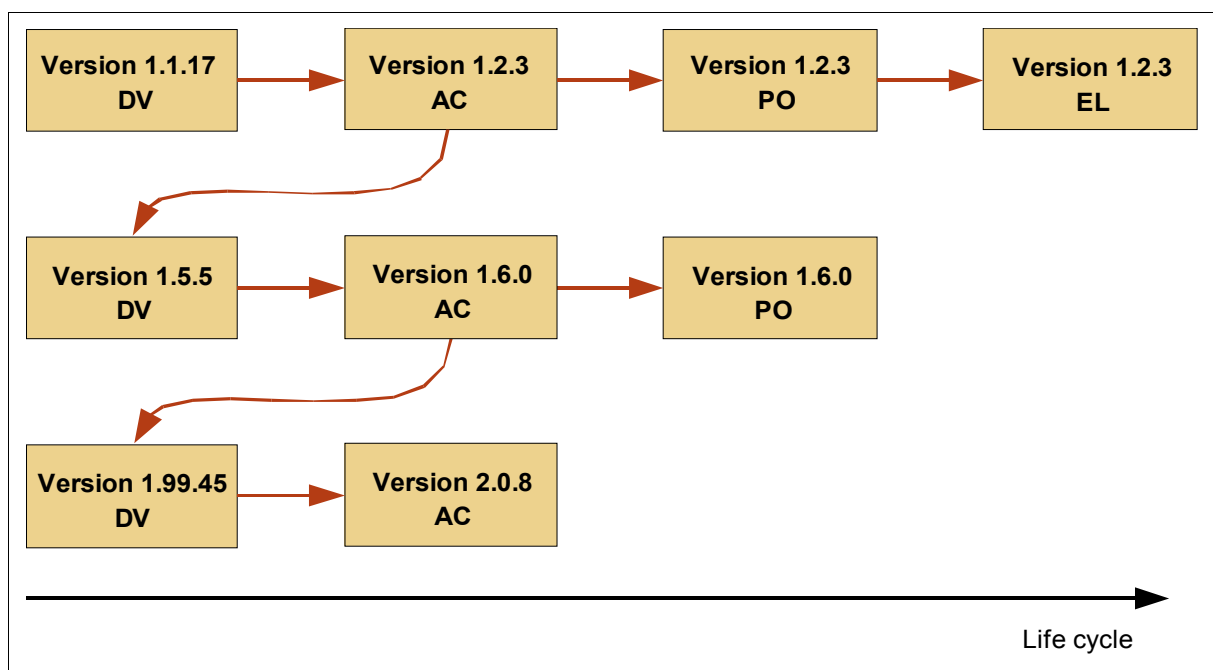 Version 1.1.17
DV
Version 1.2.3
AC
Version 1.2.3
PO
Version 1.2.3
EL
Version 1.5.5
DV
Version 1.6.0
AC
Version 1.6.0
PO
Version 1.99.45
DV
Version 2.0.8
AC
Life cycle